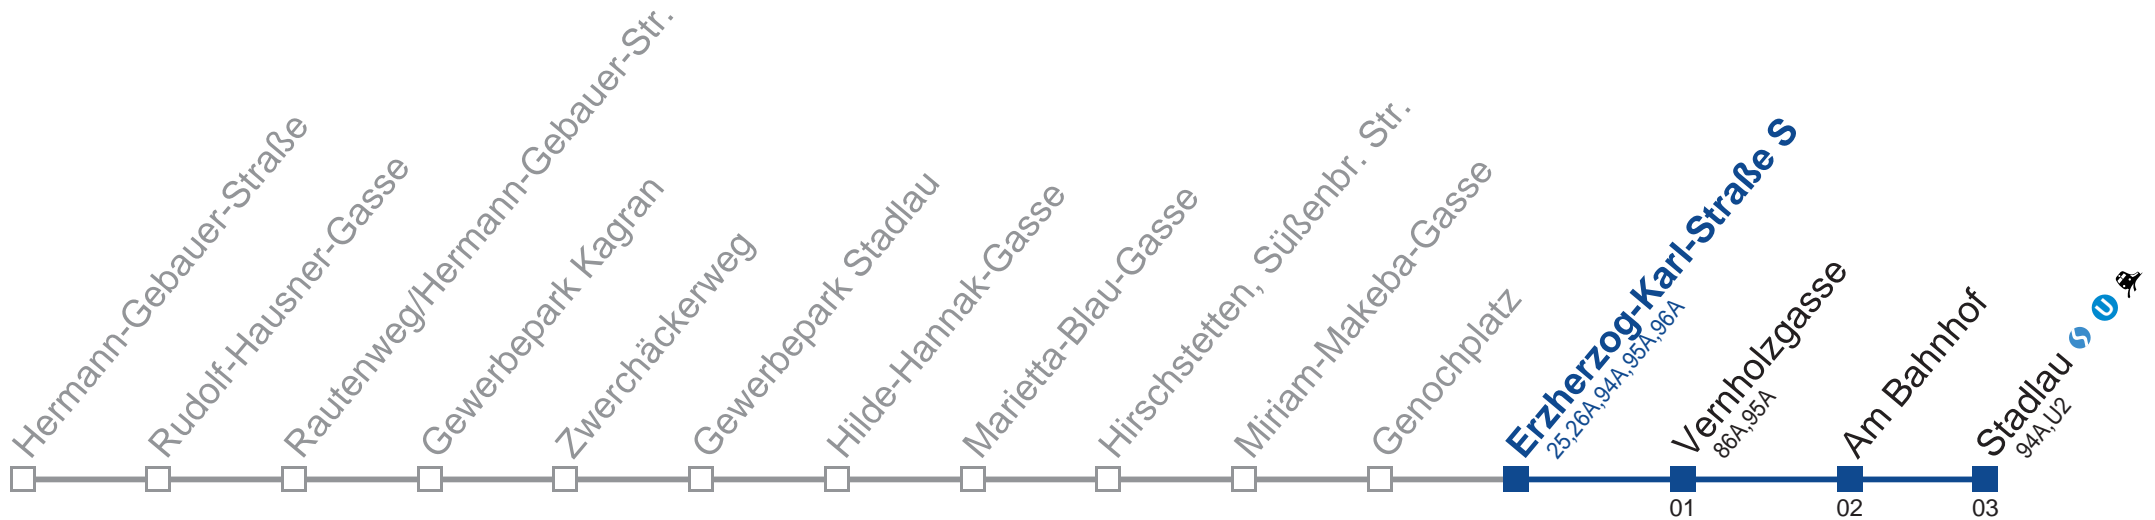 Hermann-Gebauer-Straße
Rudolf-Hausner-Gasse
Rautenweg/Hermann-Gebauer-Str.
Gewerbepark Kagran
Zwerchäckerweg
Gewerbepark Stadlau
Hilde-Hannak-Gasse
Marietta-Blau-Gasse
Hirschstetten, Süßenbr. Str.
Miriam-Makeba-Gasse
Genochplatz
Erzherzog-Karl-Straße S
25,26A,94A,95A,96A
Vernholzgasse
86A,95A
01
Am Bahnhof
02
Stadlau S U
94A,U2
03